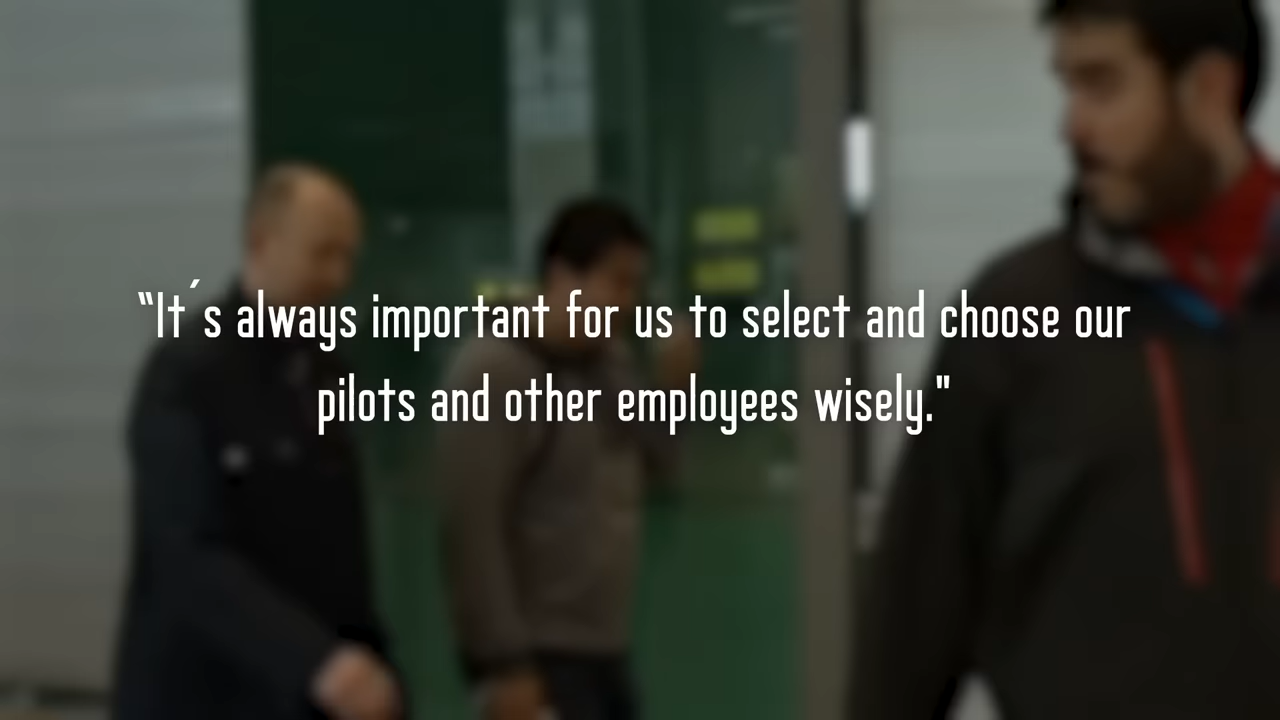 “It´s always important for us to select and choose our
pilots and other employees wisely."